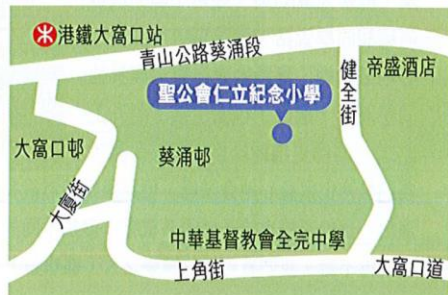 港鐵大窩口站
青山公路葵涌段
帝盛酒店
健全街
聖公會仁立紀念小學
大窩口邨
葵涌邨
大廈街
中華基督教會全完中學
上角街
大窩口道